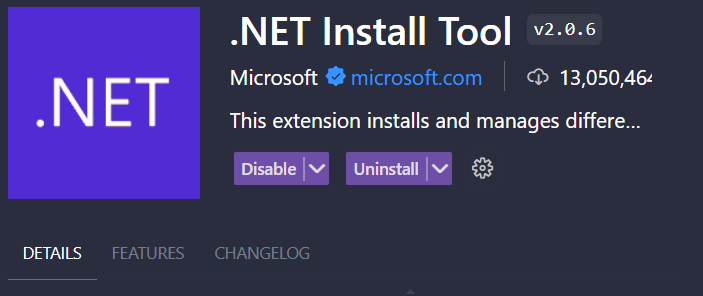 .NET
.NET Install Tool v2.0.6
Microsoft microsoft.com 13,050,464
This extension installs and manages differe...
Disable Uninstall
DETAILS FEATURES CHANGELOG